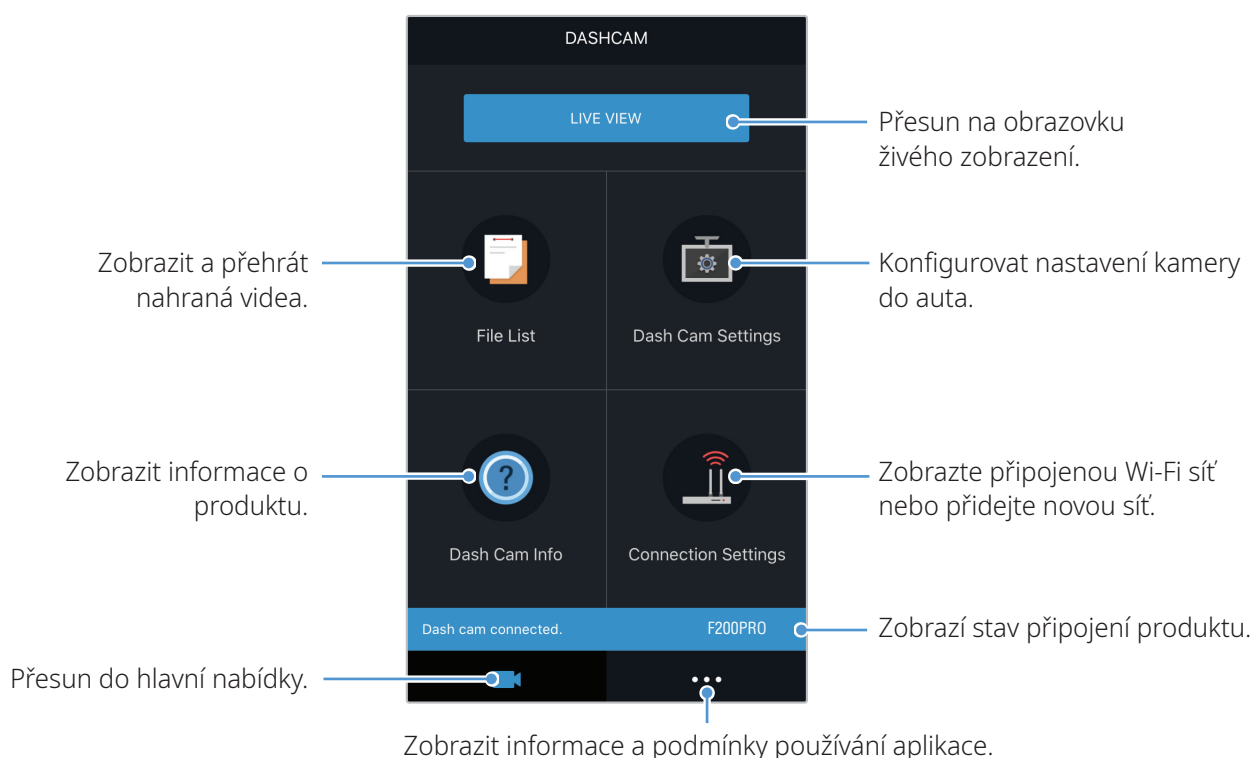 DASHCAM
LIVE VIEW
Přesun na obrazovku
živého zobrazení.
Zobrazit a přehrát
nahraná videa.
File List
Dash Cam Settings
Konfigurovat nastavení kamery
do auta.
Zobrazit informace o
produktu.
Dash Cam Info
Connection Settings
Zobrazte připojenou Wi-Fi síť
nebo přidejte novou síť.
Dash cam connected.
F200PRO
Zobrazí stav připojení produktu.
Přesun do hlavní nabídky.
Zobrazit informace a podmínky používání aplikace.